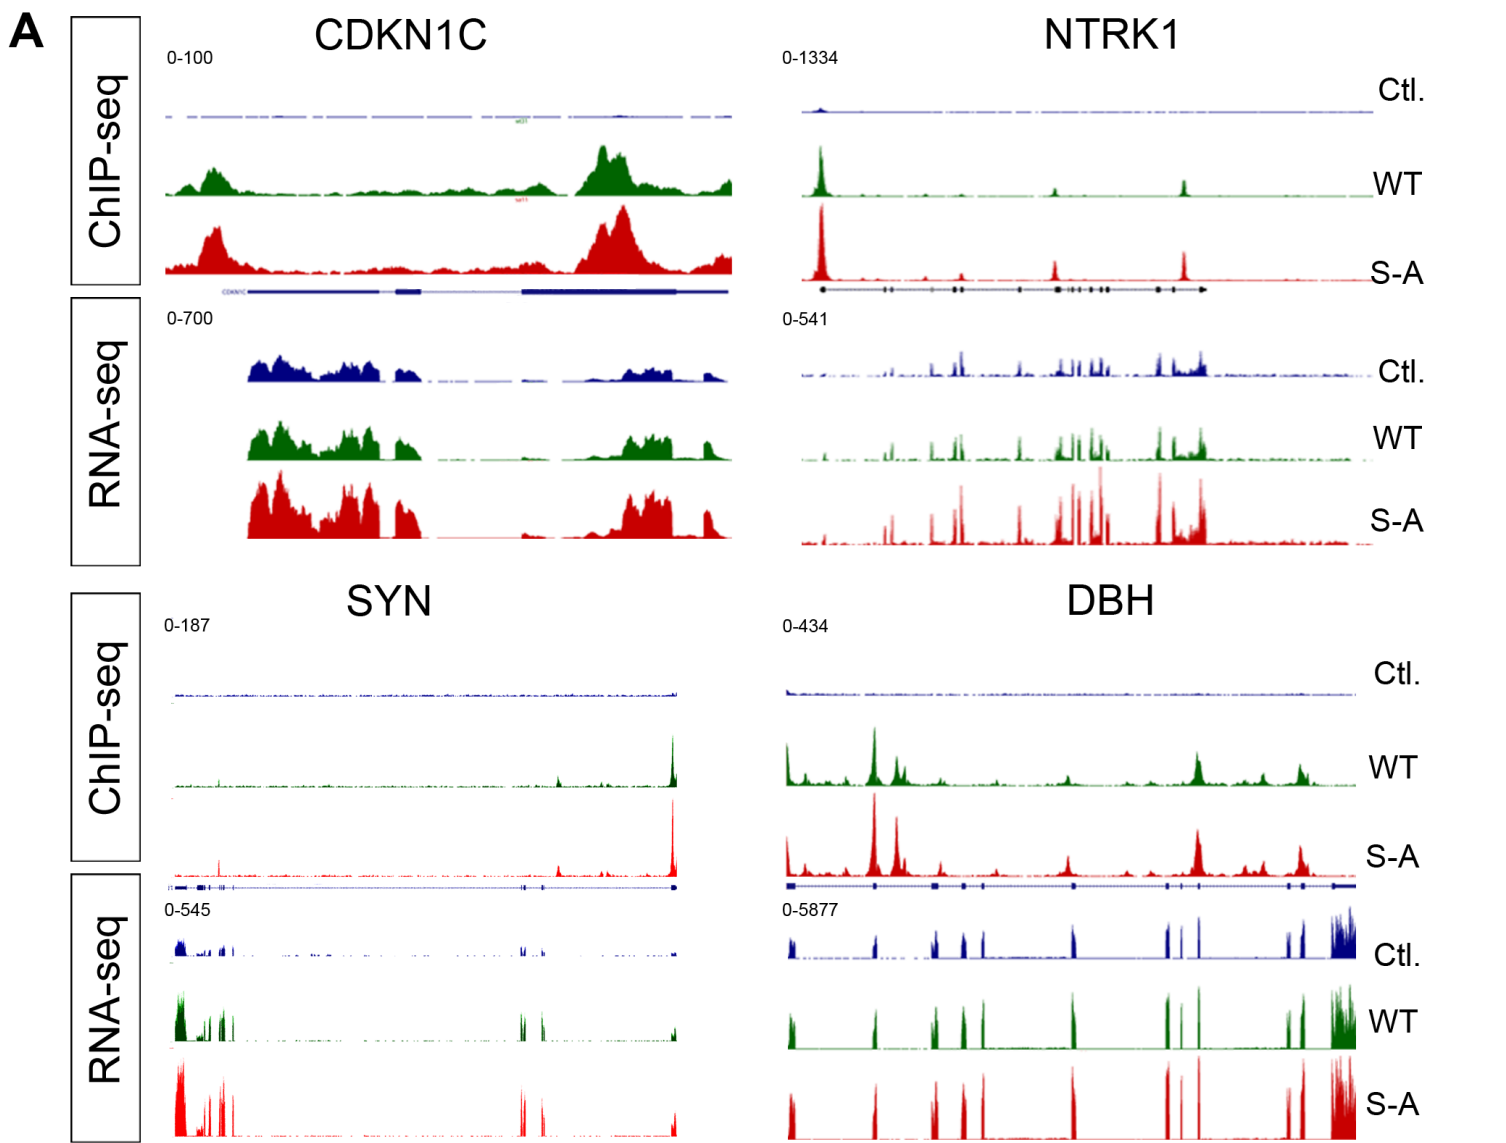 A
CDKN1C
NTRK1
ChIP-seq
0-100
0-1334
Ctl.
WT
S-A
CDKN1C
RNA-seq
0-700
0-541
Ctl.
WT
S-A
SYN
DBH
ChIP-seq
0-187
0-434
Ctl.
WT
S-A
RNA-seq
0-545
0-5877
Ctl.
WT
S-A